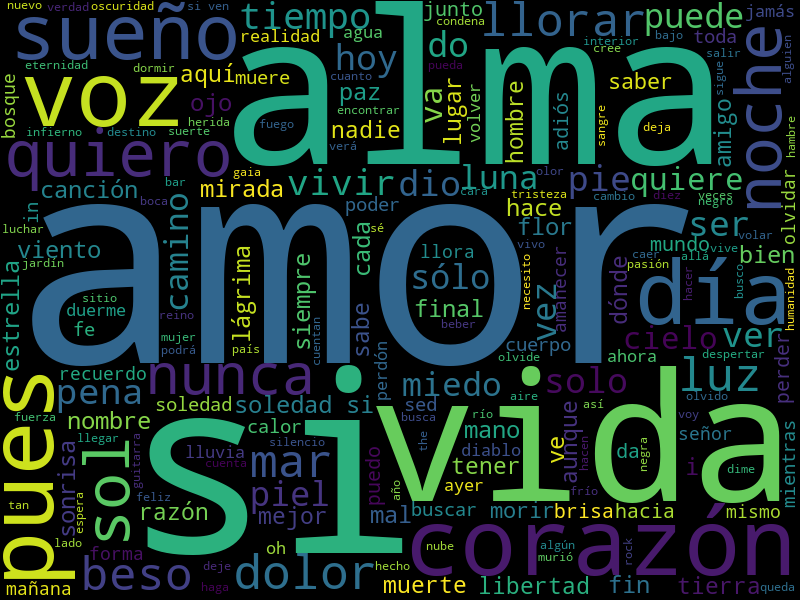 nuevo verdad oscuridad si ven
sueño tiempo condena junto llorar puede jamás
realidad agua do toda alguien
eternidad voz dormir aquí muere hoy cuanto interior bajo cree salir
alma
bosque ojo paz pueda va lugar volver hombre adiós saber sigue noche
infierno destino suerte herida encontrar nadie sangre deja amigo hambre
quiero fuego verá
canción bar gaia mirada vivir dio luna cara olor pie quiere
in boca poder tristeza hace cambio diez veces negro olvidar
luchar viento camino cada sé llora vivo flor ser volar
jardín lágrima siempre sólo necesito amanecer mundo vive bien
amor
estrella sitio duerme fe reino cuentan sabe final beber vez dónde caer pasión allá hacer busco día humanidad
mujer podrá país perdón cuerpo cielo ver
recuerdo nunca olvide ahora despertar perder
pues pena miedo solo luz
fuerza nombre soledad soledad si sed aire así voy olvido
llegar calor busca río mano aunque señor
sonrisa guitarra lluvia silencio the diablo ve hacen da negra
si vida
sol cuenta mar puedo tener i dime mientras
tan espera feliz piel año ayer frío
razón mejor mal buscar morir brisa hacia mismo
lado forma oh nube algún rock corazón
mañana beso deje haga dolor hecho muerte libertad murió fin tierra queda